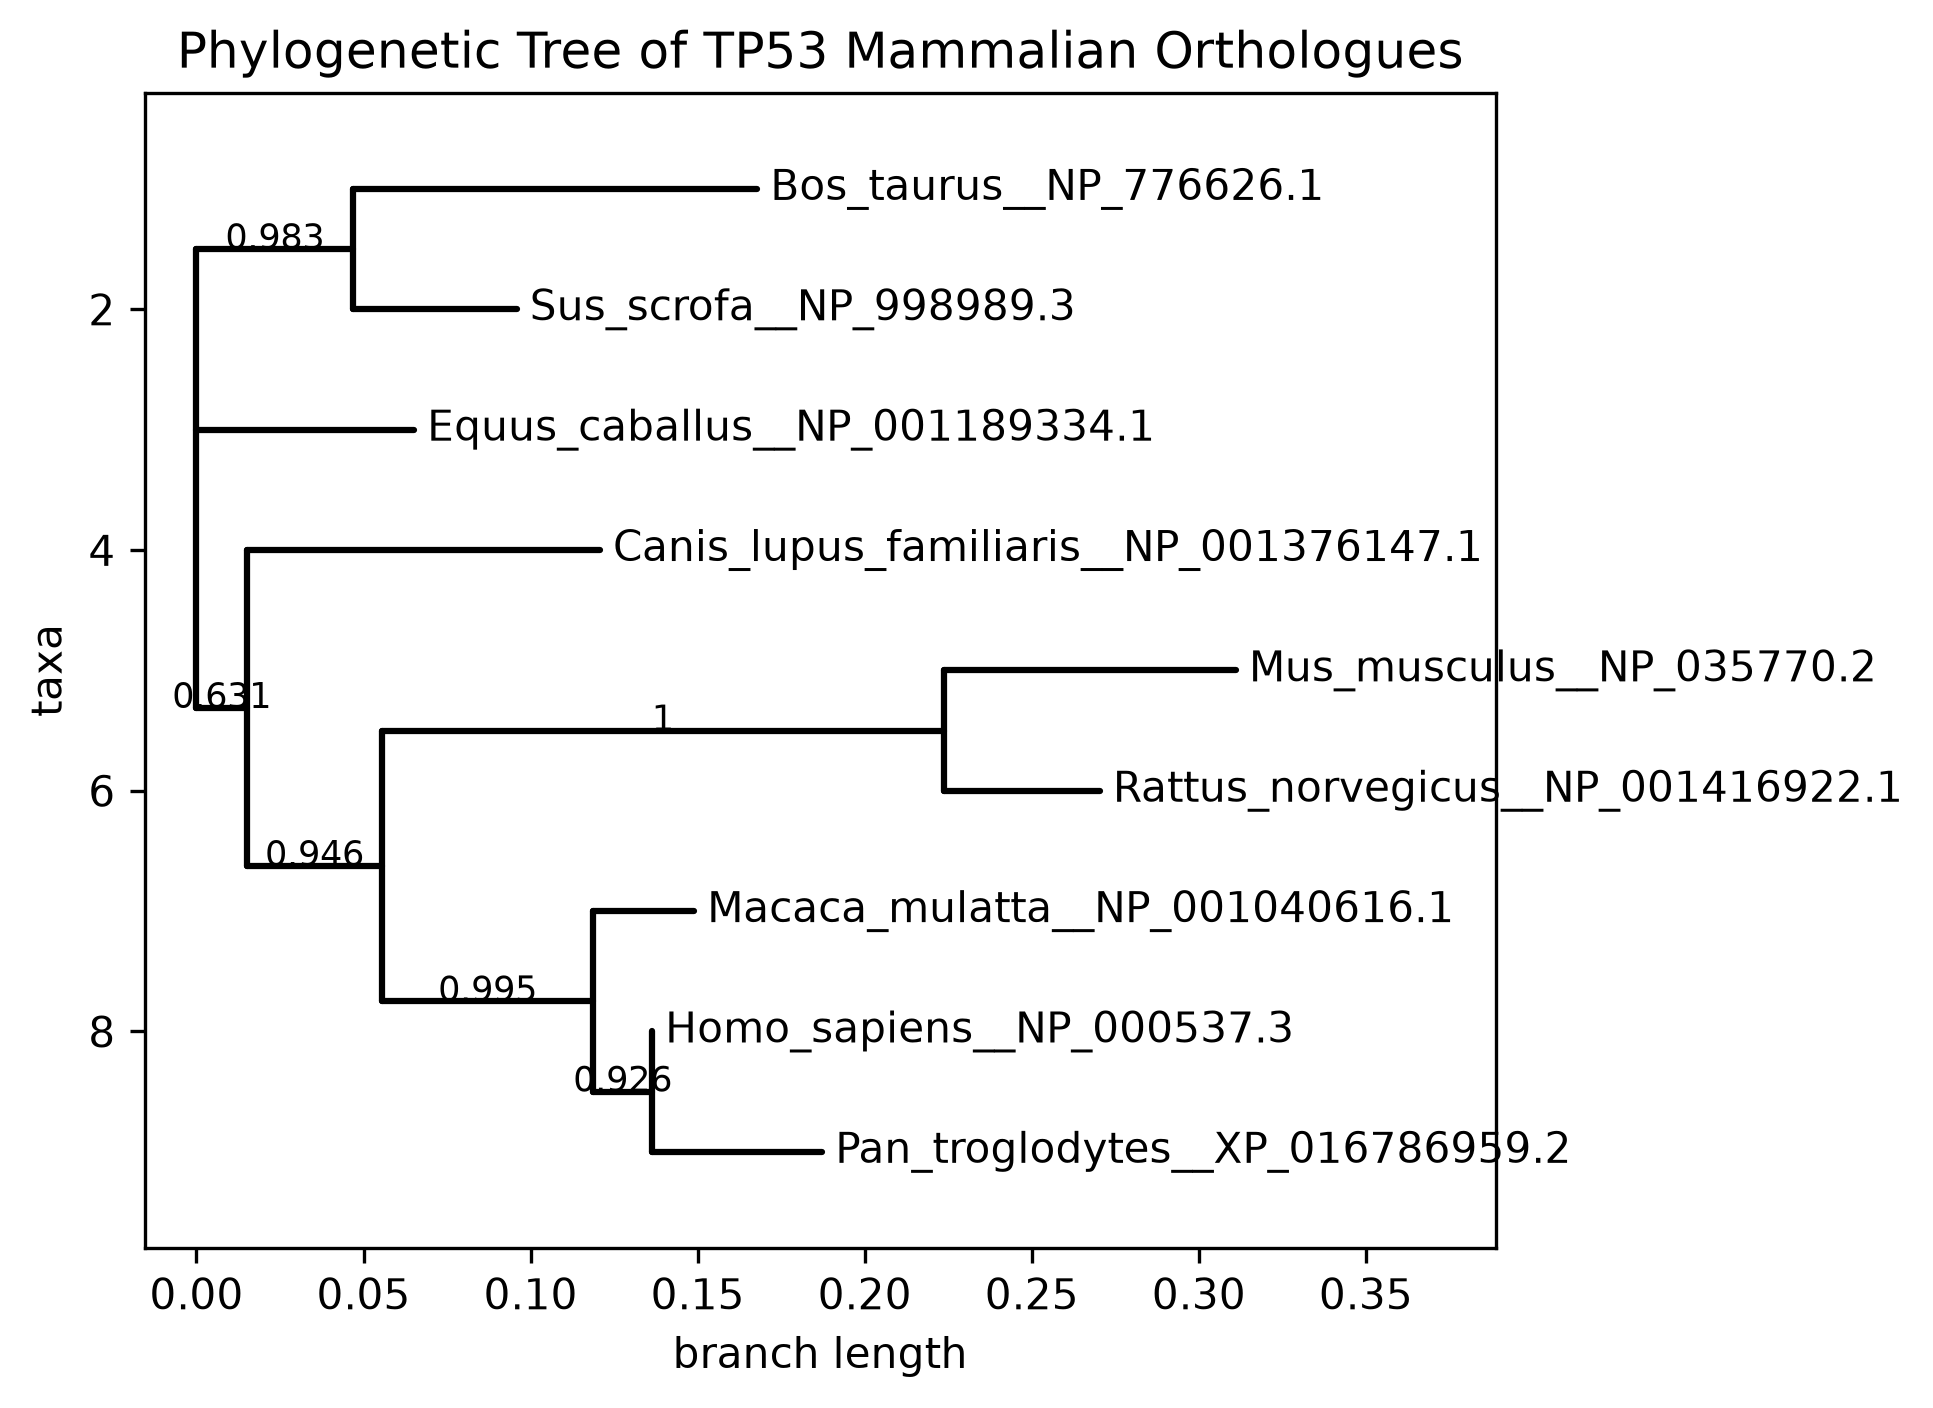 Phylogenetic Tree of TP53 Mammalian Orthologues
Bos_taurus__NP_776626.1
0.983
2
Sus_scrofa__NP_998989.3
Equus_caballus__NP_001189334.1
4
Canis_lupus_familiaris__NP_001376147.1
taxa
Mus_musculus__NP_035770.2
0.631
1
6
Rattus_norvegicus__NP_001416922.1
0.946
Macaca_mulatta__NP_001040616.1
0.995
8
Homo_sapiens__NP_000537.3
0.926
Pan_troglodytes__XP_016786959.2
0.00 0.05 0.10 0.15 0.20 0.25 0.30 0.35
branch length